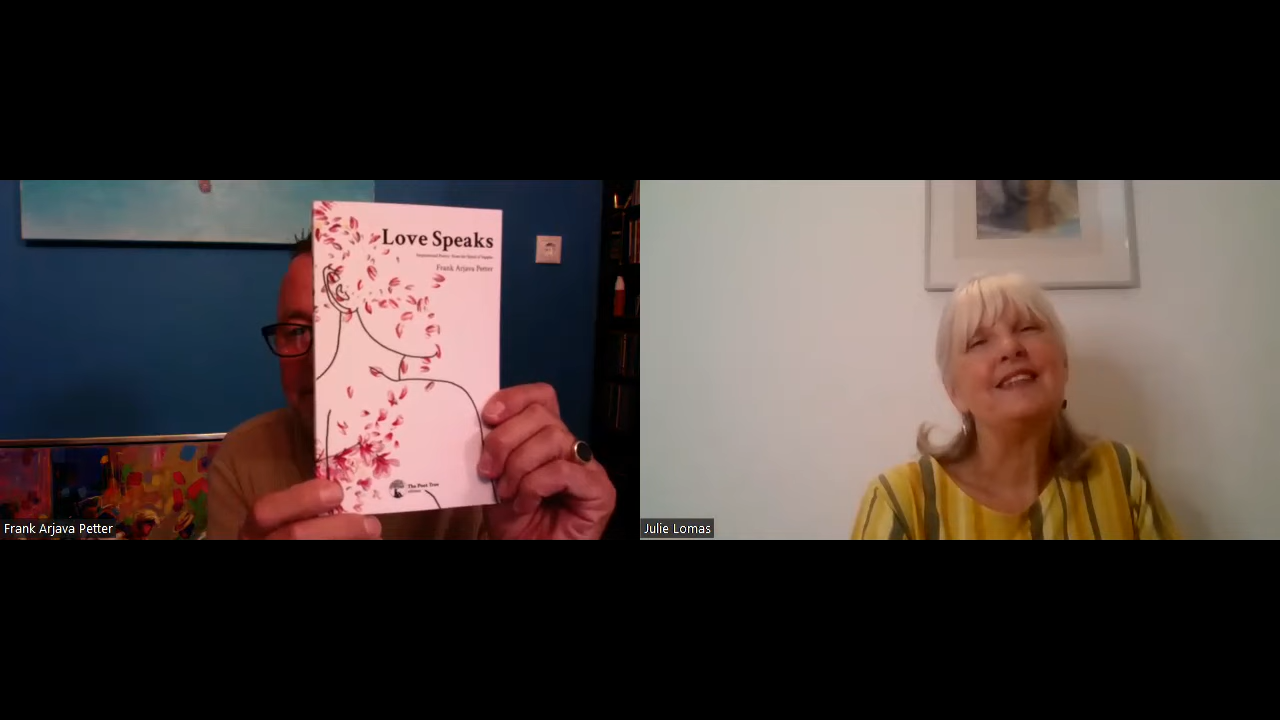 Love Speaks
Frank Arjava Petter
The Poet Tree
Frank Arjava Petter
Julie Lomas